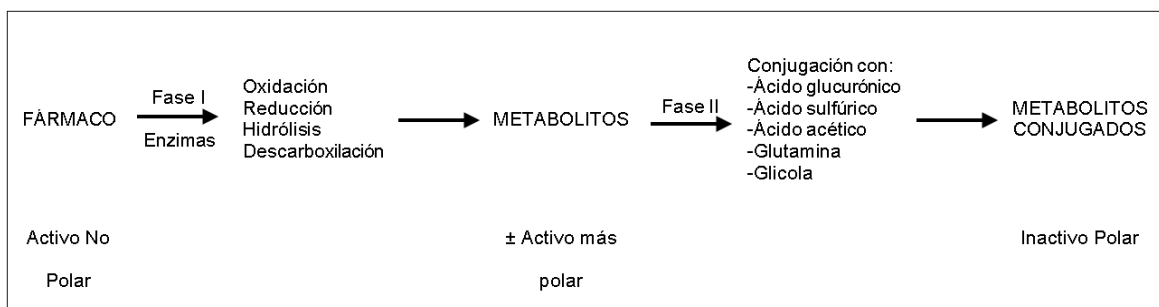 FÁRMACO
Fase I
Enzimas
Oxidación
Reducción
Hidrólisis
Descarboxilación
METABOLITOS
Fase II
Conjugación con:
-Ácido glucurónico
-Ácido sulfúrico
-Ácido acético
-Glutamina
-Glicola
METABOLITOS
CONJUGADOS
Activo No
Polar
± Activo más
polar
Inactivo Polar